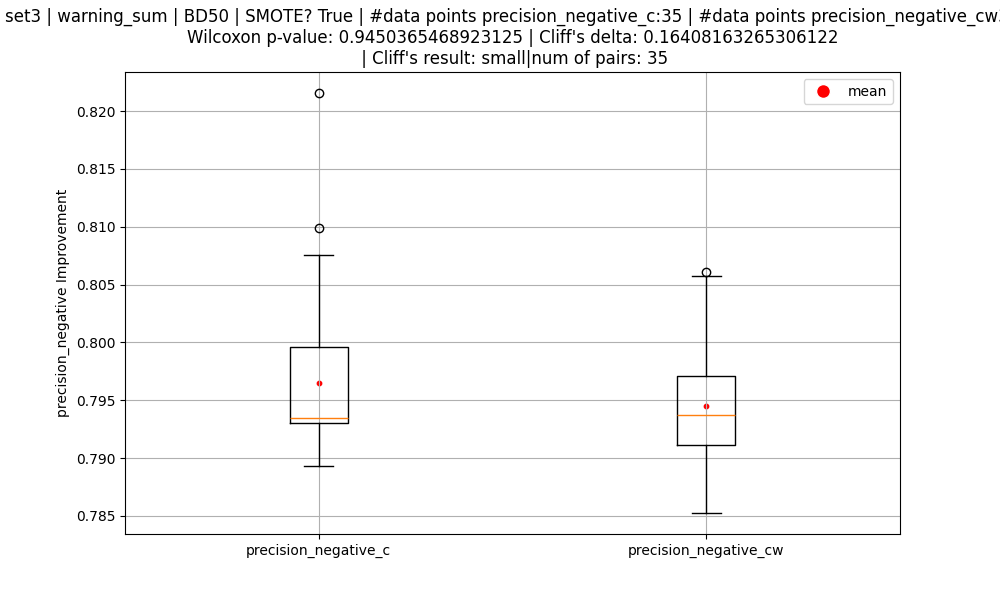 set3 | warning_sum | BD50 | SMOTE? True | #data points precision_negative_c:35 | #data points precision_negative_cw
Wilcoxon p-value: 0.9450365468923125 | Cliff's delta: 0.16408163265306122
| Cliff's result: small|num of pairs: 35
mean
0.820
0.815
0.810
0.805
0.800
0.795
0.790
0.785
precision_negative Improvement
precision_negative_c
precision_negative_cw